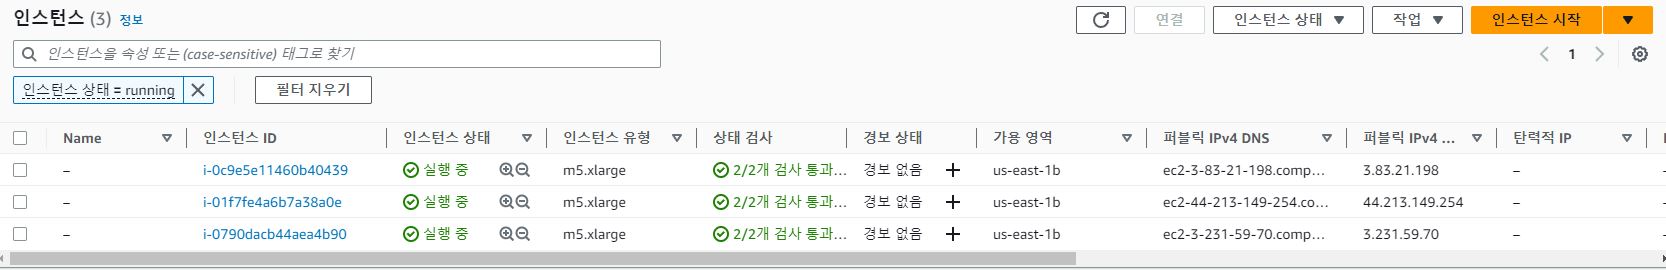 인스턴스 (3) 정보
연결 인스턴스 상태 작업 인스턴스 시작
인스턴스을 속성 또는 (case-sensitive) 태그로 찾기
1
인스턴스 상태 = running 필터 지우기
Name 인스턴스 ID 인스턴스 상태 인스턴스 유형 상태 검사 경보 상태 가용 영역 퍼블릭 IPv4 DNS 퍼블릭 IPv4 ... 탄력적 IP
– i-0c9e5e11460b40439 실행 중 m5.xlarge 2/2개 검사 통과... 경보 없음 us-east-1b ec2-3-83-21-198.comp... 3.83.21.198 –
– i-01f7fe4a6b7a38a0e 실행 중 m5.xlarge 2/2개 검사 통과... 경보 없음 us-east-1b ec2-44-213-149-254.co... 44.213.149.254 –
– i-0790dacb44aea4b90 실행 중 m5.xlarge 2/2개 검사 통과... 경보 없음 us-east-1b ec2-3-231-59-70.comp... 3.231.59.70 –